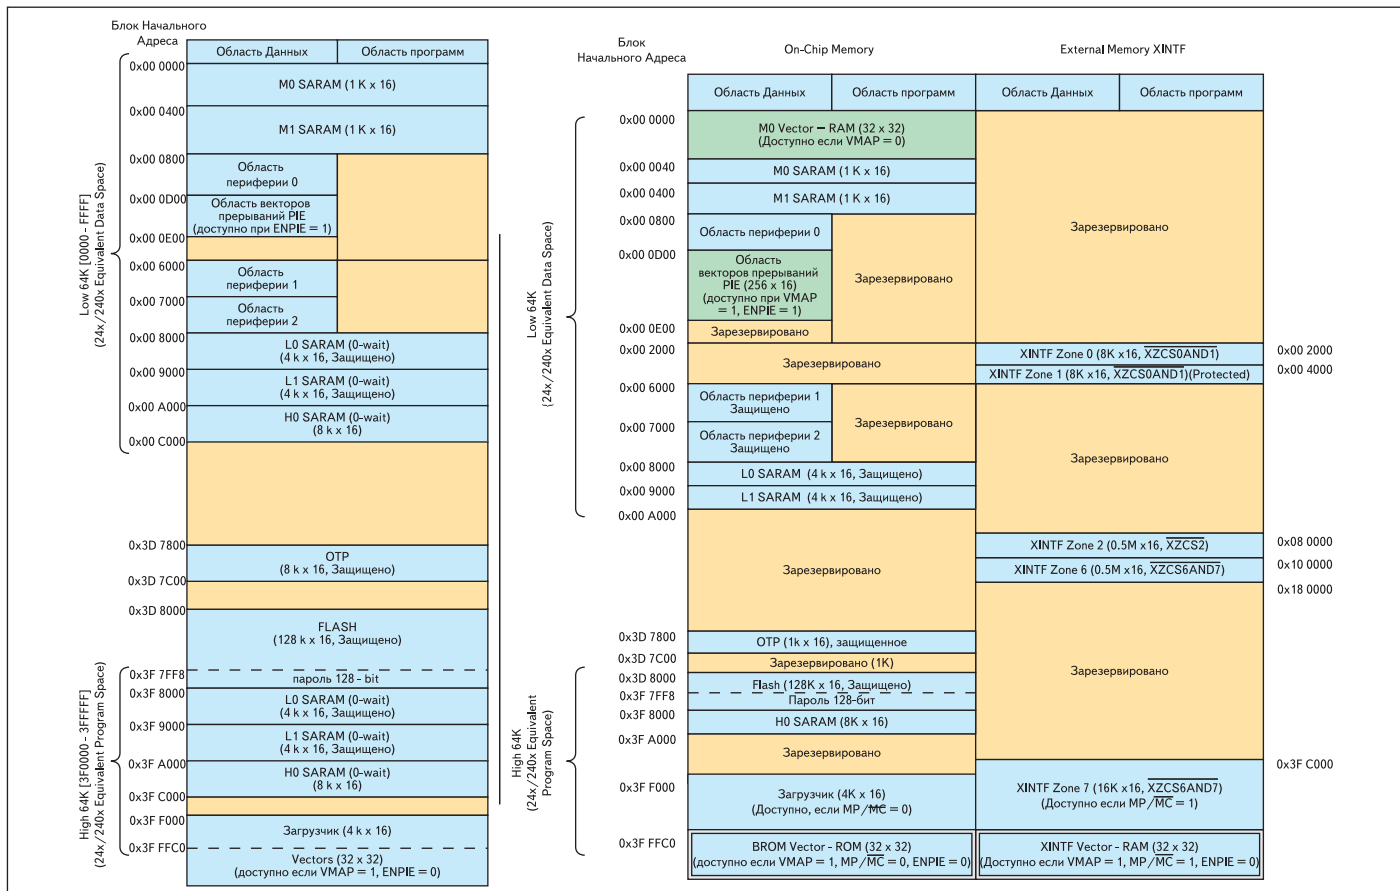 Блок Начального
Адреса
Область Данных
Область программ
0x00 0000
M0 SARAM (1 K x 16)
0x00 0400
M1 SARAM (1 K x 16)
0x00 0800
Область
периферии 0
0x00 0D00
Область векторов
прерываний PIE
(доступно при ENPIE = 1)
0x00 0E00
0x00 6000
Область
периферии 1
0x00 7000
Область
периферии 2
0x00 8000
L0 SARAM (0-wait)
(4 k x 16, Защищено)
0x00 9000
L1 SARAM (0-wait)
(4 k x 16, Защищено)
0x00 A000
H0 SARAM (0-wait)
(8 k x 16)
0x00 C000
0x3D 7800
OTP
(8 k x 16, Защищено)
0x3D 7C00
0x3D 8000
FLASH
(128 k x 16, Защищено)
0x3F 7FF8
пароль 128 - bit
0x3F 8000
L0 SARAM (0-wait)
(4 k x 16, Защищено)
0x3F 9000
L1 SARAM (0-wait)
(4 k x 16, Защищено)
0x3F A000
H0 SARAM (0-wait)
(8 k x 16)
0x3F C000
0x3F F000
Загрузчик (4 k x 16)
0x3F FFC0
Vectors (32 x 32)
(доступно если VMAP = 1, ENPIE = 0)
Low 64K [0000 - FFFF]
(24x/240x Equivalent Data Space)
High 64K [3F0000 - 3FFFFF]
(24x/240x Equivalent Program Space)
Блок
Начального Адреса
On-Chip Memory
External Memory XINTF
Область Данных
Область программ
Область Данных
Область программ
0x00 0000
M0 Vector – RAM (32 x 32)
(Доступно если VMAP = 0)
0x00 0040
M0 SARAM (1 K x 16)
0x00 0400
M1 SARAM (1 K x 16)
0x00 0800
Область периферии 0
Зарезервировано
Зарезервировано
0x00 0D00
Область
векторов прерываний
PIE (256 x 16)
(доступно при VMAP
= 1, ENPIE = 1)
0x00 0E00
Зарезервировано
0x00 2000
Зарезервировано
XINTF Zone 0 (8K x16, XZCS0AND1)
0x00 2000
XINTF Zone 1 (8K x16, XZCS0AND1)(Protected)
0x00 4000
0x00 6000
Область периферии 1
Защищено
Зарезервировано
0x00 7000
Область периферии 2
Защищено
Зарезервировано
0x00 8000
L0 SARAM (4 k x 16, Защищено)
0x00 9000
L1 SARAM (4 k x 16, Защищено)
0x00 A000
Зарезервировано
XINTF Zone 2 (0.5M x16, XZCS2)
0x08 0000
XINTF Zone 6 (0.5M x16, XZCS6AND7)
0x10 0000
0x18 0000
0x3D 7800
OTP (1k x 16), защищенное
0x3D 7C00
Зарезервировано (1K)
Зарезервировано
0x3D 8000
Flash (128K x 16, Защищено)
0x3F 7FF8
Пароль 128-бит
0x3F 8000
H0 SARAM (8K x 16)
0x3F A000
Зарезервировано
0x3F C000
0x3F F000
Загрузчик (4K x 16)
(Доступно, если MP/MC = 0)
XINTF Zone 7 (16K x16, XZCS6AND7)
(Доступно если MP/MC = 1)
0x3F FFC0
BROM Vector - ROM (32 x 32)
(доступно если VMAP = 1, MP/MC = 0, ENPIE = 0)
XINTF Vector - RAM (32 x 32)
(Доступно если VMAP = 1, MP/MC = 1, ENPIE = 0)
Low 64K
{24x/240x Equivalent Data Space)
High 64K
(24x/240x Equivalent
Program Space)